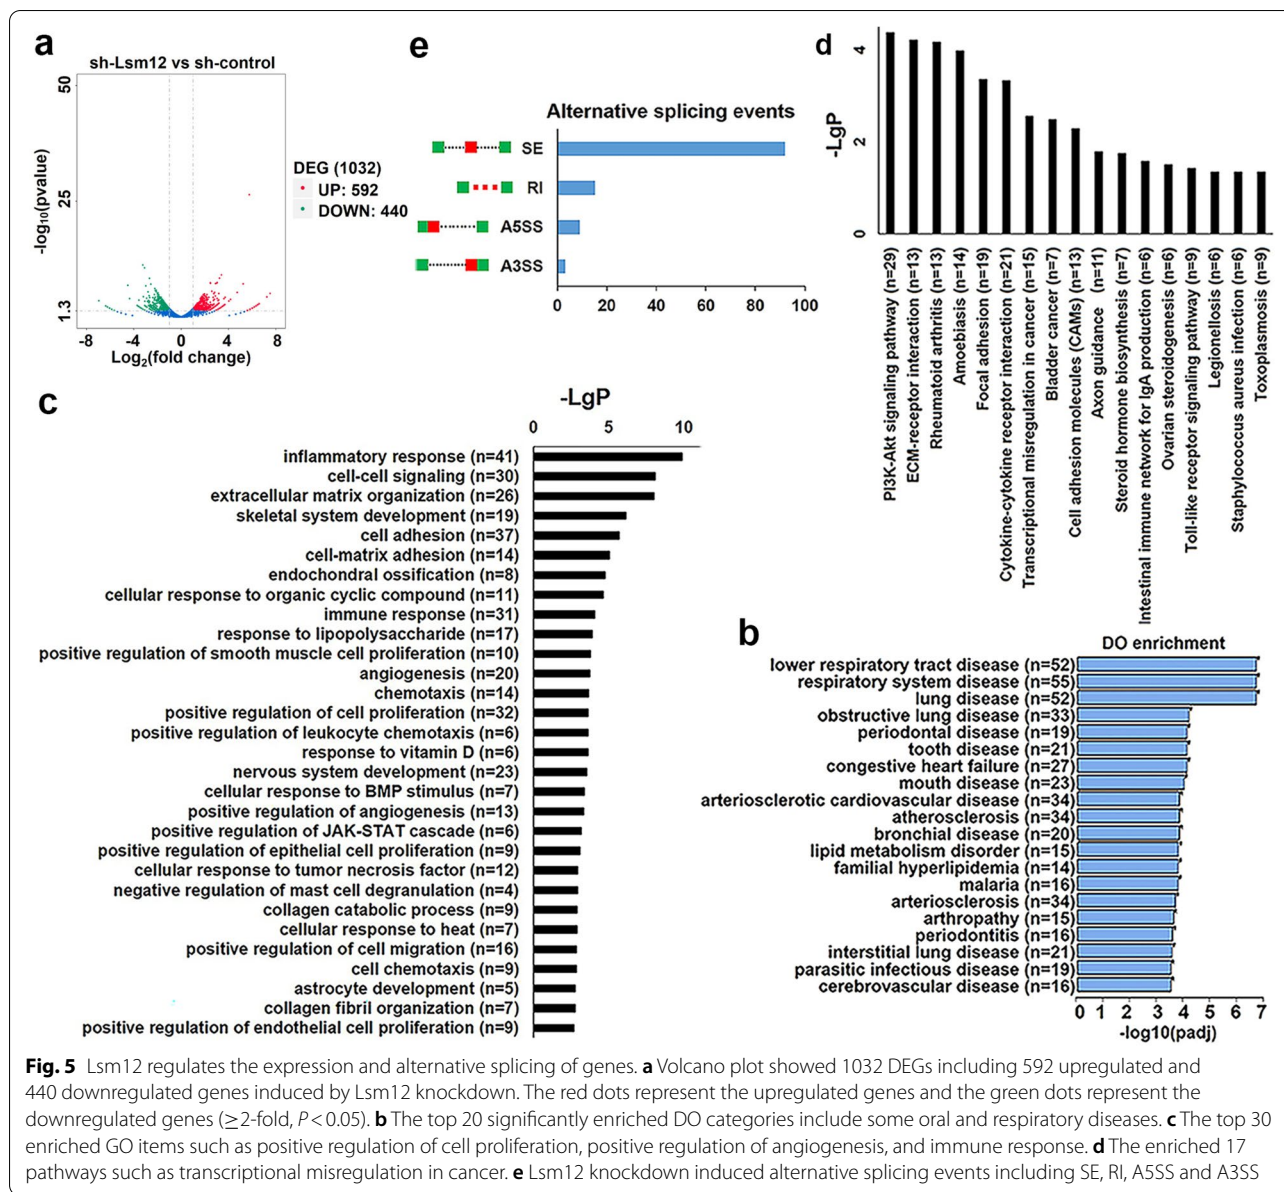 a
sh-Lsm12 vs sh-control
50
25
1.3
-log10(pvalue)
-8 -4 0 4 8
Log2(fold change)
DEG (1032)
UP: 592
DOWN: 440
e
Alternative splicing events
SE
RI
A5SS
A3SS
0 20 40 60 80 100
d
-LgP
4
2
0
PI3K-Akt signaling pathway (n=29)
ECM-receptor interaction (n=13)
Rheumatoid arthritis (n=13)
Amoebiasis (n=14)
Focal adhesion (n=19)
Cytokine-cytokine receptor interaction (n=21)
Transcriptional misregulation in cancer (n=15)
Bladder cancer (n=7)
Cell adhesion molecules (CAMs) (n=13)
Axon guidance (n=11)
Steroid hormone biosynthesis (n=7)
Intestinal immune network for IgA production (n=6)
Ovarian steroidogenesis (n=6)
Toll-like receptor signaling pathway (n=9)
Legionellosis (n=6)
Staphylococcus aureus infection (n=6)
Toxoplasmosis (n=9)
c
-LgP
0 5 10
inflammatory response (n=41)
cell-cell signaling (n=30)
extracellular matrix organization (n=26)
skeletal system development (n=19)
cell adhesion (n=37)
cell-matrix adhesion (n=14)
endochondral ossification (n=8)
cellular response to organic cyclic compound (n=11)
immune response (n=31)
response to lipopolysaccharide (n=17)
positive regulation of smooth muscle cell proliferation (n=10)
angiogenesis (n=20)
chemotaxis (n=14)
positive regulation of cell proliferation (n=32)
positive regulation of leukocyte chemotaxis (n=6)
response to vitamin D (n=6)
nervous system development (n=23)
cellular response to BMP stimulus (n=7)
positive regulation of angiogenesis (n=13)
positive regulation of JAK-STAT cascade (n=6)
positive regulation of epithelial cell proliferation (n=9)
cellular response to tumor necrosis factor (n=12)
negative regulation of mast cell degranulation (n=4)
collagen catabolic process (n=9)
cellular response to heat (n=7)
positive regulation of cell migration (n=16)
cell chemotaxis (n=9)
astrocyte development (n=5)
collagen fibril organization (n=7)
positive regulation of endothelial cell proliferation (n=9)
b
DO enrichment
lower respiratory tract disease (n=52)
respiratory system disease (n=55)
lung disease (n=52)
obstructive lung disease (n=33)
periodontal disease (n=19)
tooth disease (n=21)
congestive heart failure (n=27)
mouth disease (n=23)
arteriosclerotic cardiovascular disease (n=34)
atherosclerosis (n=34)
bronchial disease (n=20)
lipid metabolism disorder (n=15)
familial hyperlipidemia (n=14)
malaria (n=16)
arteriosclerosis (n=34)
arthropathy (n=15)
periodontitis (n=16)
interstitial lung disease (n=21)
parasitic infectious disease (n=19)
cerebrovascular disease (n=16)
0 1 2 3 4 5 6 7
-log10(padj)
Fig. 5 Lsm12 regulates the expression and alternative splicing of genes. a Volcano plot showed 1032 DEGs including 592 upregulated and
440 downregulated genes induced by Lsm12 knockdown. The red dots represent the upregulated genes and the green dots represent the
downregulated genes (≥2-fold, P < 0.05). b The top 20 significantly enriched DO categories include some oral and respiratory diseases. c The top 30
enriched GO items such as positive regulation of cell proliferation, positive regulation of angiogenesis, and immune response. d The enriched 17
pathways such as transcriptional misregulation in cancer. e Lsm12 knockdown induced alternative splicing events including SE, RI, A5SS and A3SS